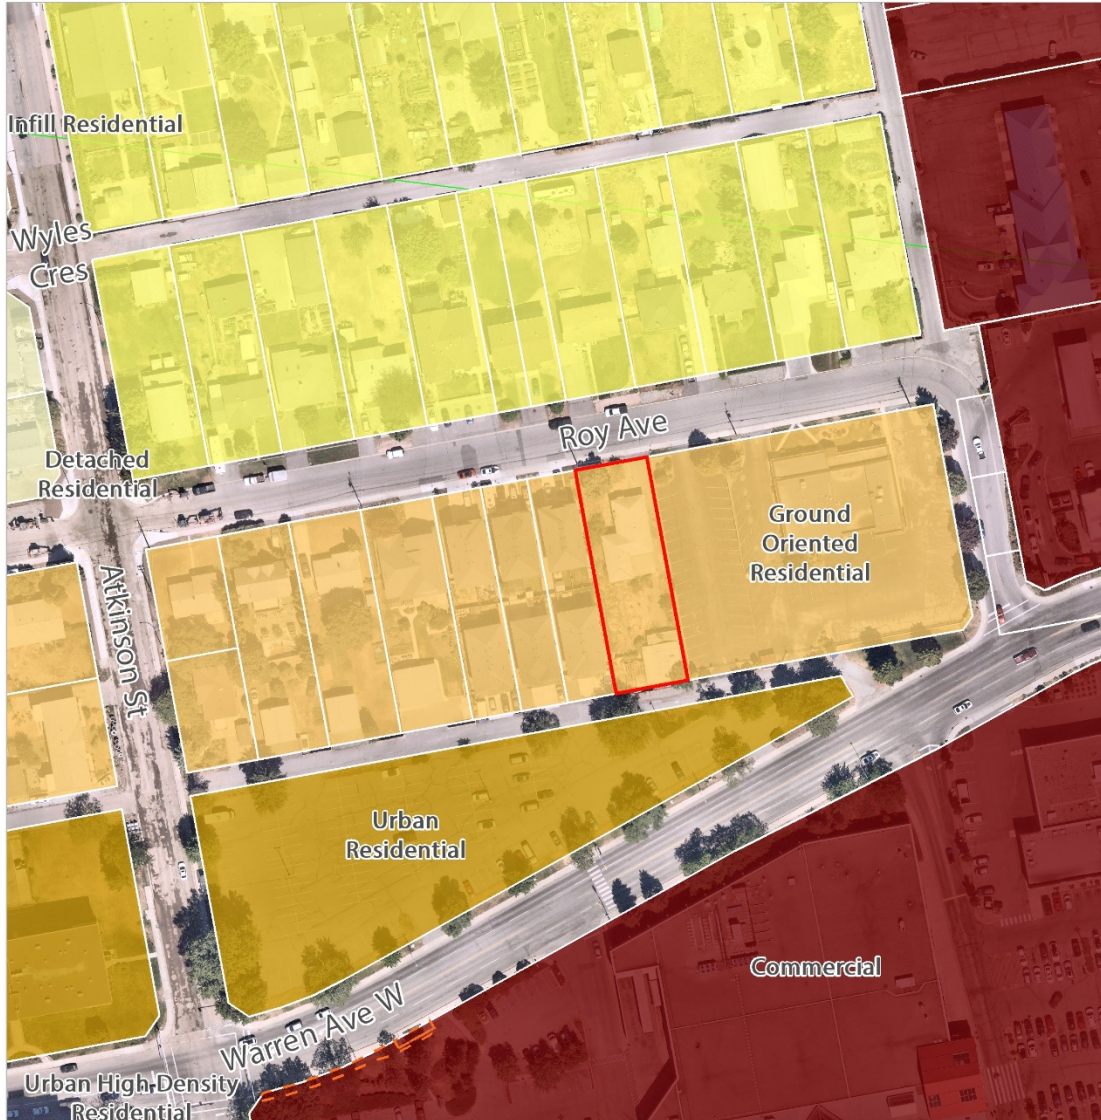 Infill Residential
Wyles
Cres
Roy Ave
Detached
Residential
Ground
Oriented
Residential
Atkinson St
Urban
Residential
Commercial
Warren Ave W
Urban High-Density
Residential